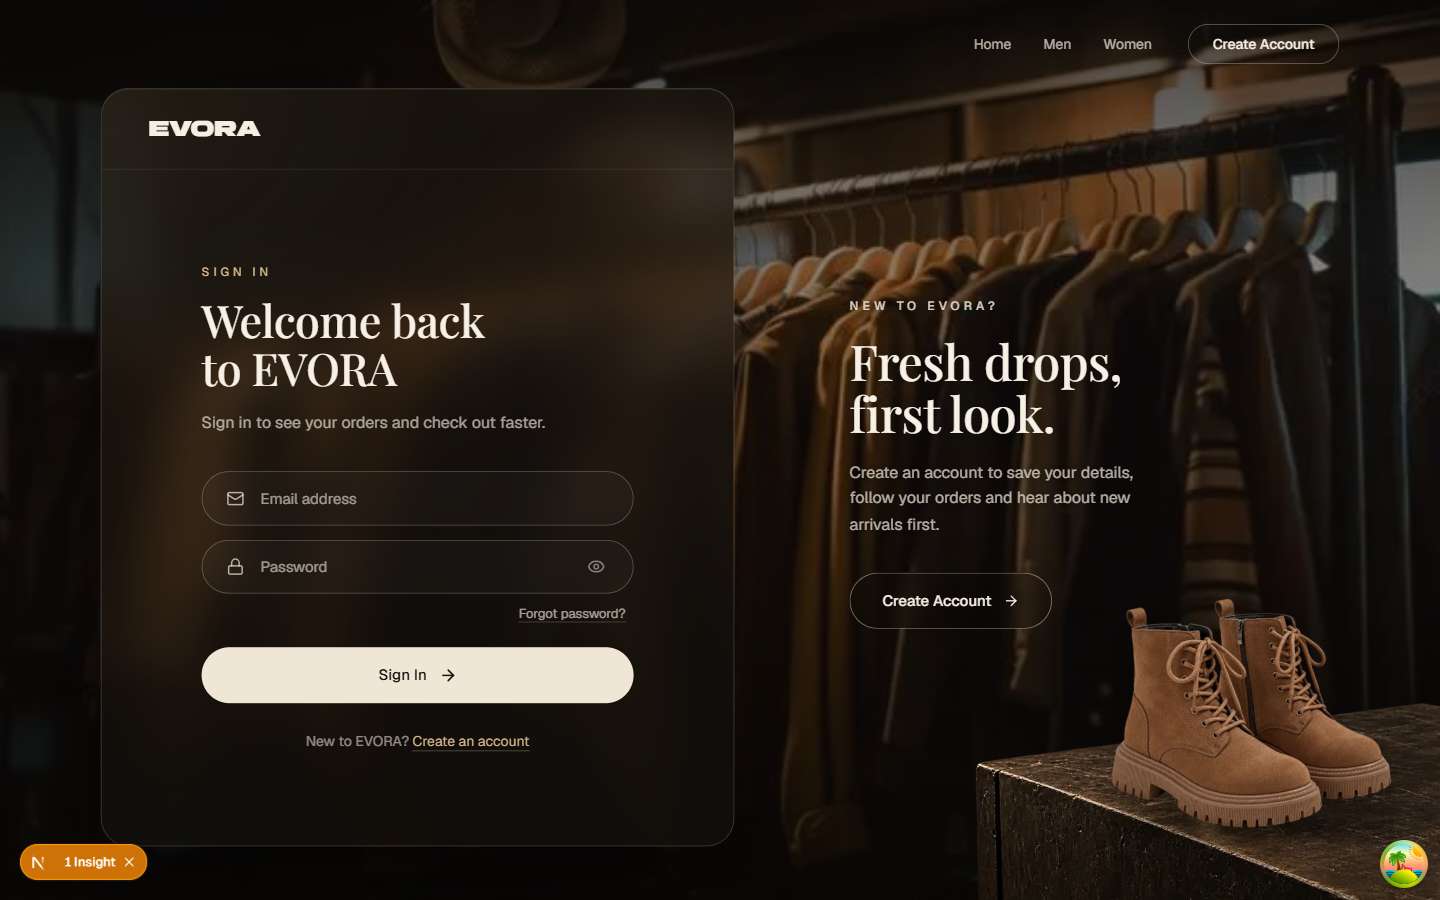 Home
Men
Women
Create Account
EVORA
SIGN IN
Welcome back
to EVORA
Sign in to see your orders and check out faster.
Email address
Password
Forgot password?
Sign In
New to EVORA? Create an account
NEW TO EVORA?
Fresh drops,
first look.
Create an account to save your details,
follow your orders and hear about new
arrivals first.
Create Account
N
1 Insight